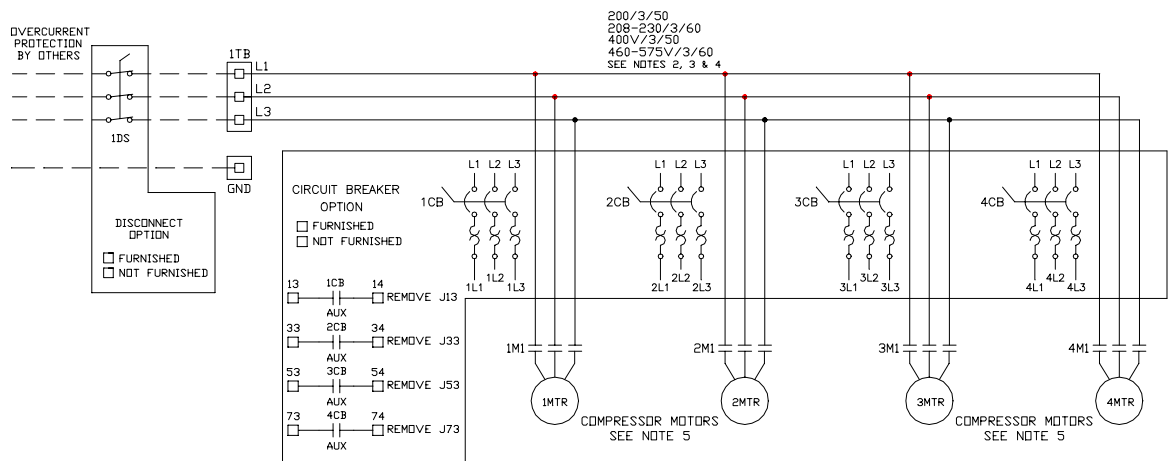 OVERCURRENT
PROTECTION
BY OTHERS
1TB
200/3/50
208-230/3/60
400V/3/50
460-575V/3/60
SEE NOTES 2, 3 & 4
L1
L2
L3
1DS
GND
DISCONNECT
OPTION
FURNISHED
NOT FURNISHED
CIRCUIT BREAKER
OPTION
FURNISHED
NOT FURNISHED
L1 L2 L3
1CB
1L1 1L2 1L3
L1 L2 L3
2CB
2L1 2L2 2L3
L1 L2 L3
3CB
3L1 3L2 3L3
L1 L2 L3
4CB
4L1 4L2 4L3
13 1CB 14 REMOVE J13
AUX
33 2CB 34 REMOVE J33
AUX
53 3CB 54 REMOVE J53
AUX
73 4CB 74 REMOVE J73
AUX
1M1
2M1
3M1
4M1
1MTR
2MTR
3MTR
4MTR
COMPRESSOR MOTORS
SEE NOTE 5
COMPRESSOR MOTORS
SEE NOTE 5